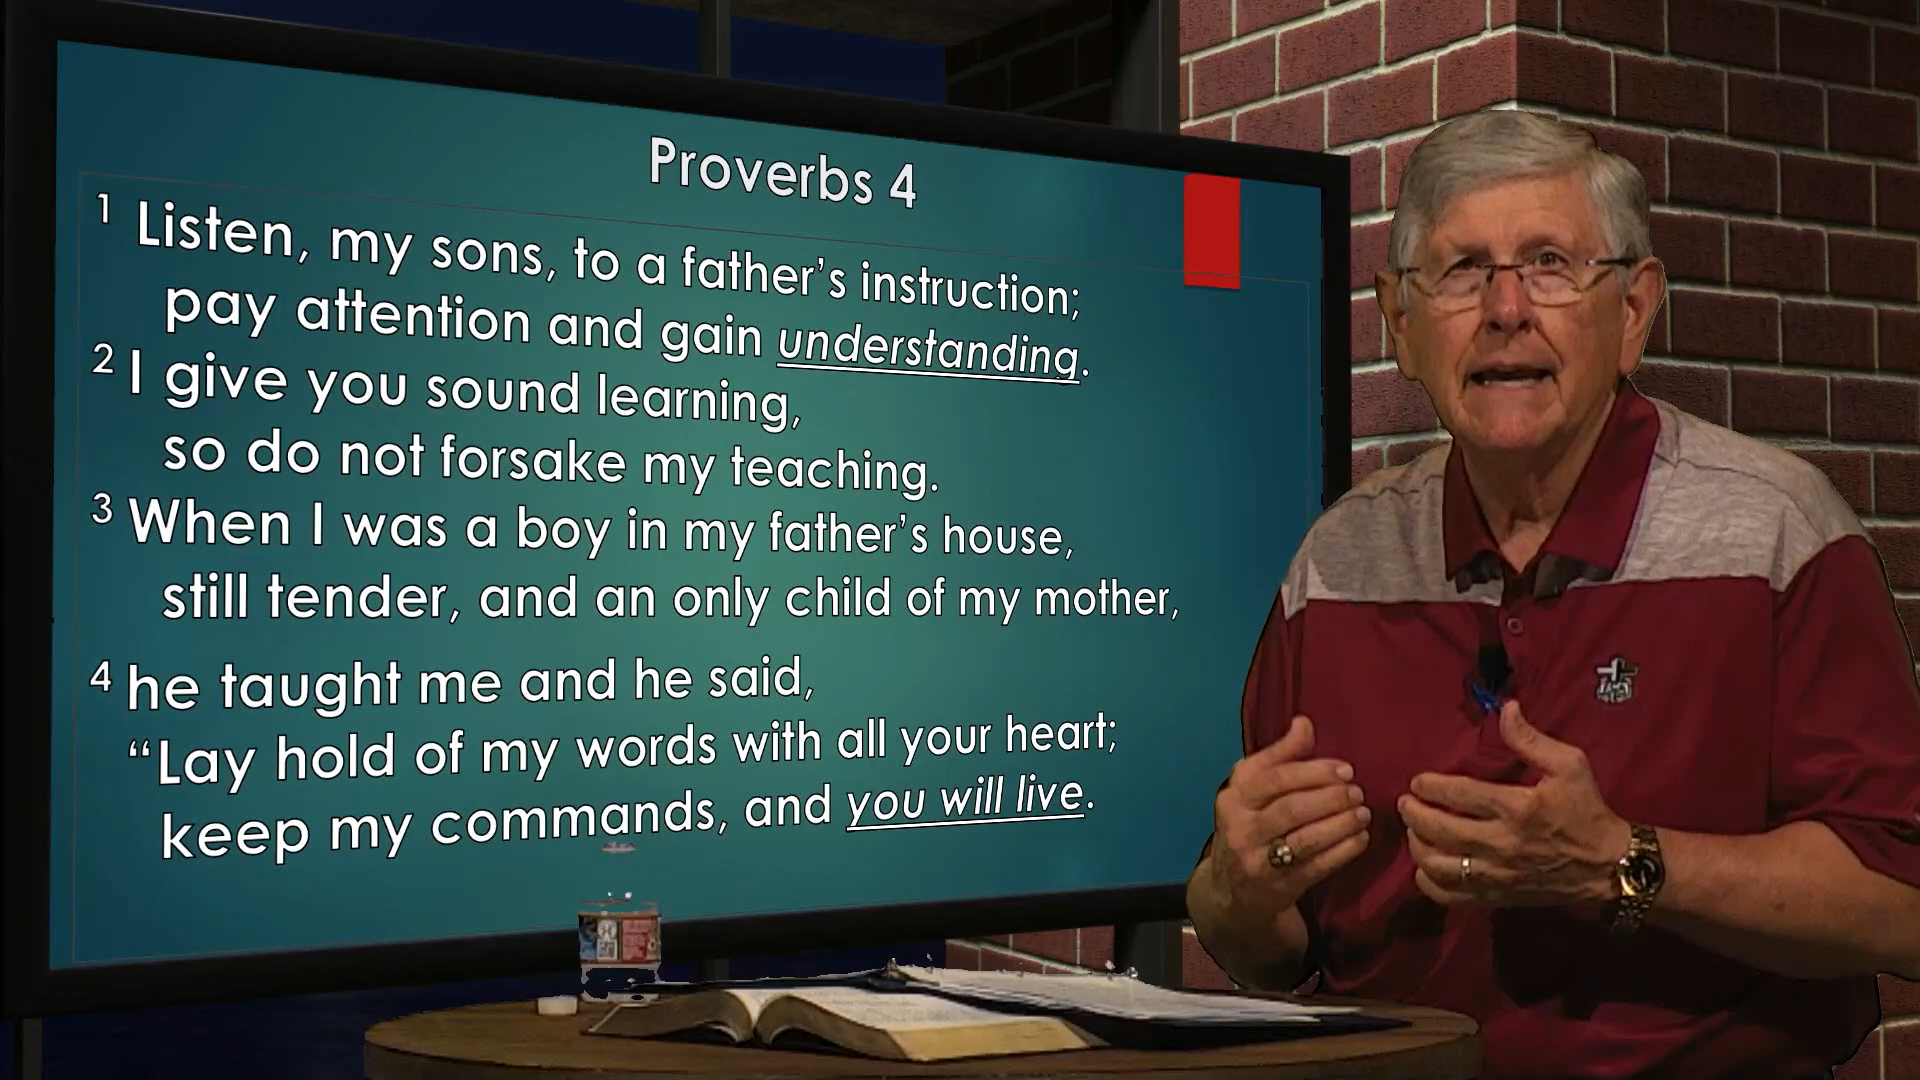 Proverbs 4
1 Listen, my sons, to a father’s instruction;
pay attention and gain understanding.
2 I give you sound learning,
so do not forsake my teaching.
3 When I was a boy in my father’s house,
still tender, and an only child of my mother,
4 he taught me and he said,
“Lay hold of my words with all your heart;
keep my commands, and you will live.